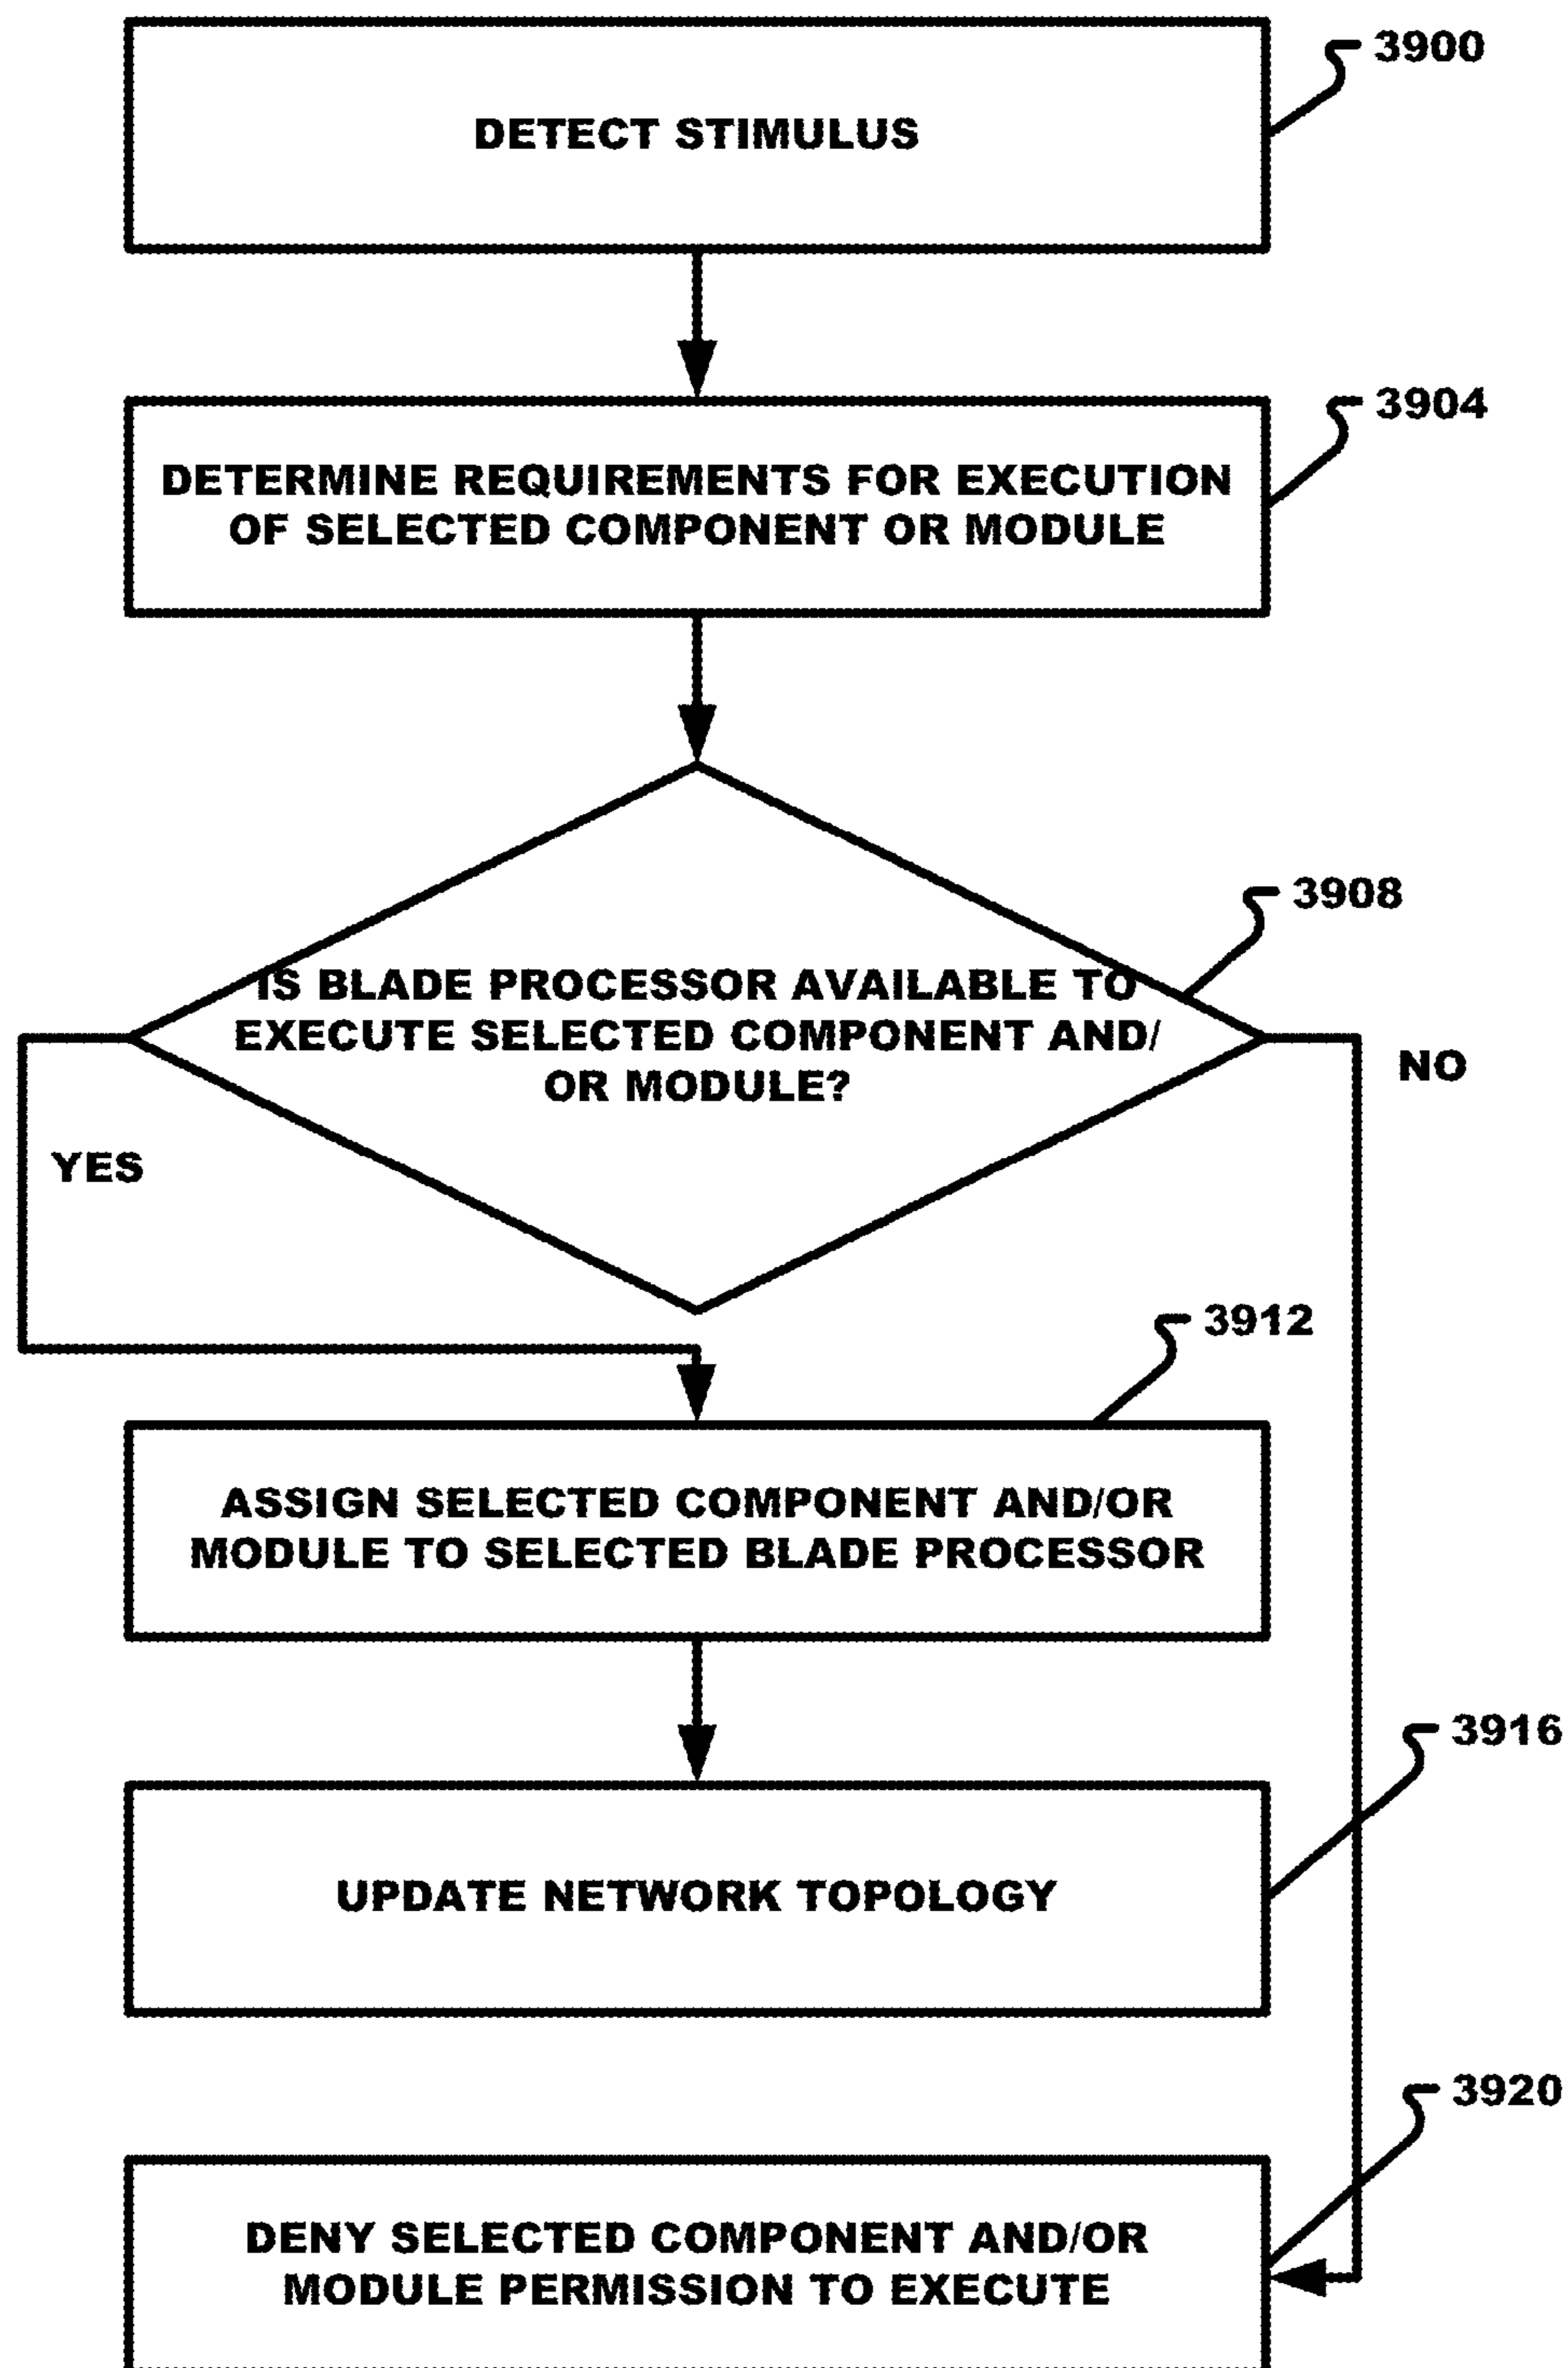 3900
DETECT STIMULUS
3904
DETERMINE REQUIREMENTS FOR EXECUTION
OF SELECTED COMPONENT OR MODULE
3908
IS BLADE PROCESSOR AVAILABLE TO
EXECUTE SELECTED COMPONENT AND/
OR MODULE?
NO
YES
3912
ASSIGN SELECTED COMPONENT AND/OR
MODULE TO SELECTED BLADE PROCESSOR
3916
UPDATE NETWORK TOPOLOGY
3920
DENY SELECTED COMPONENT AND/OR
MODULE PERMISSION TO EXECUTE